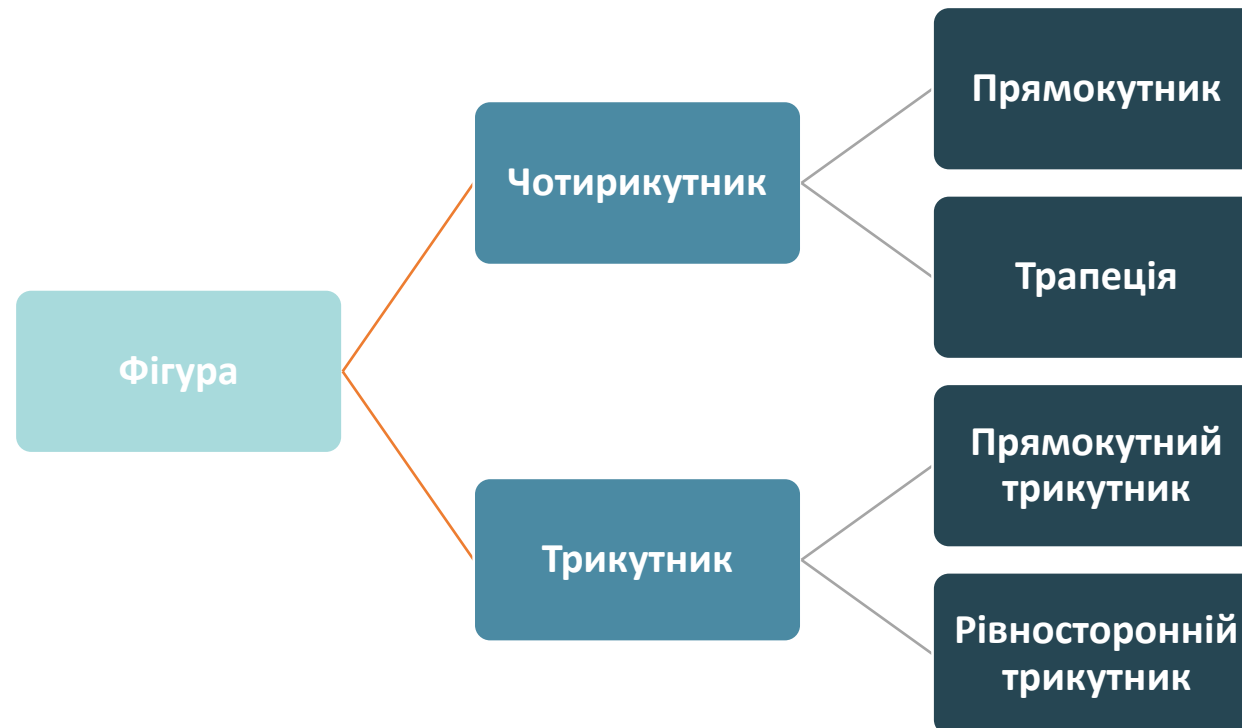 Прямокутник
Чотирикутник
Трапеція
Фігура
Прямокутний
трикутник
Трикутник
Рівносторонній
трикутник